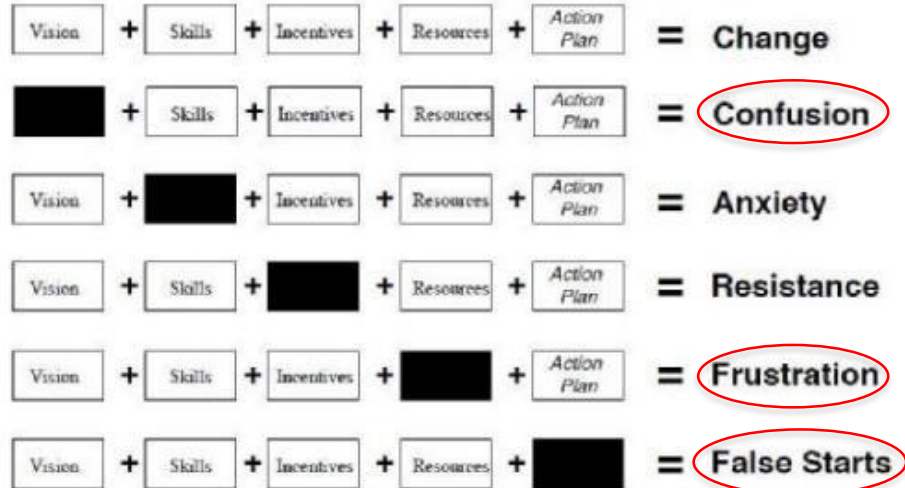 Vision + Skills + Incentives + Resources + Action Plan = Change
+ Skills + Incentives + Resources + Action Plan = Confusion
Vision + + Incentives + Resources + Action Plan = Anxiety
Vision + Skills + + Resources + Action Plan = Resistance
Vision + Skills + Incentives + + Action Plan = Frustration
Vision + Skills + Incentives + Resources + = False Starts